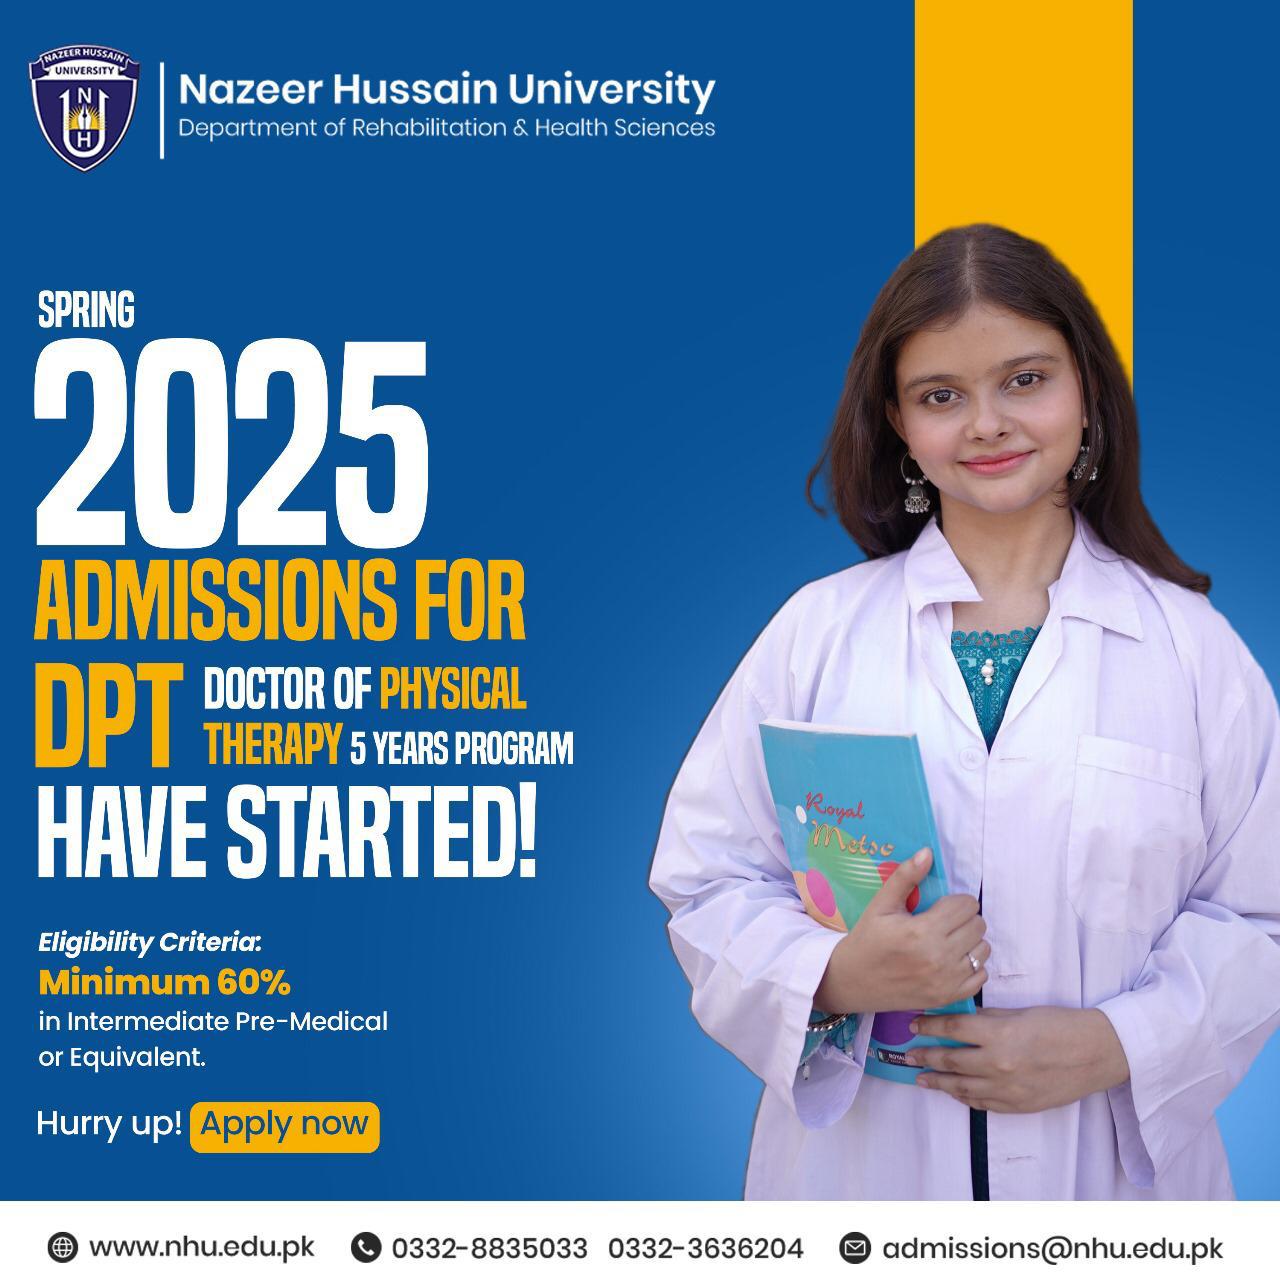 NAZEER HUSSAIN
UNIVERSITY
N
H
Nazeer Hussain University
Department of Rehabilitation & Health Sciences
SPRING
2025
ADMISSIONS FOR
DPT DOCTOR OF PHYSICAL
THERAPY 5 YEARS PROGRAM
HAVE STARTED!
Royal
Metso
ROYAL
Eligibility Criteria:
Minimum 60%
in Intermediate Pre-Medical
or Equivalent.
Hurry up! Apply now
www.nhu.edu.pk 0332-8835033 0332-3636204 admissions@nhu.edu.pk